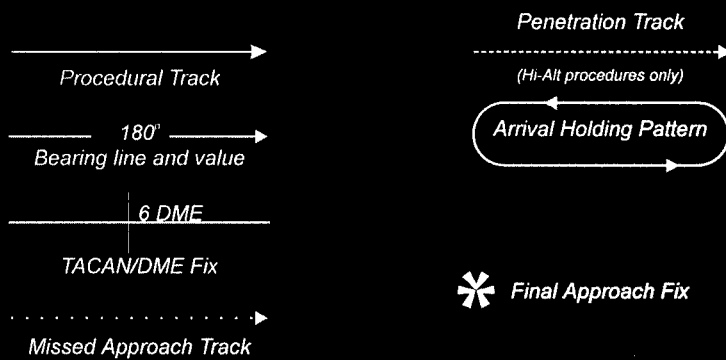 Procedural Track
180°
Bearing line and value
6 DME
TACAN/DME Fix
Missed Approach Track
Penetration Track
(Hi-Alt procedures only)
Arrival Holding Pattern
Final Approach Fix